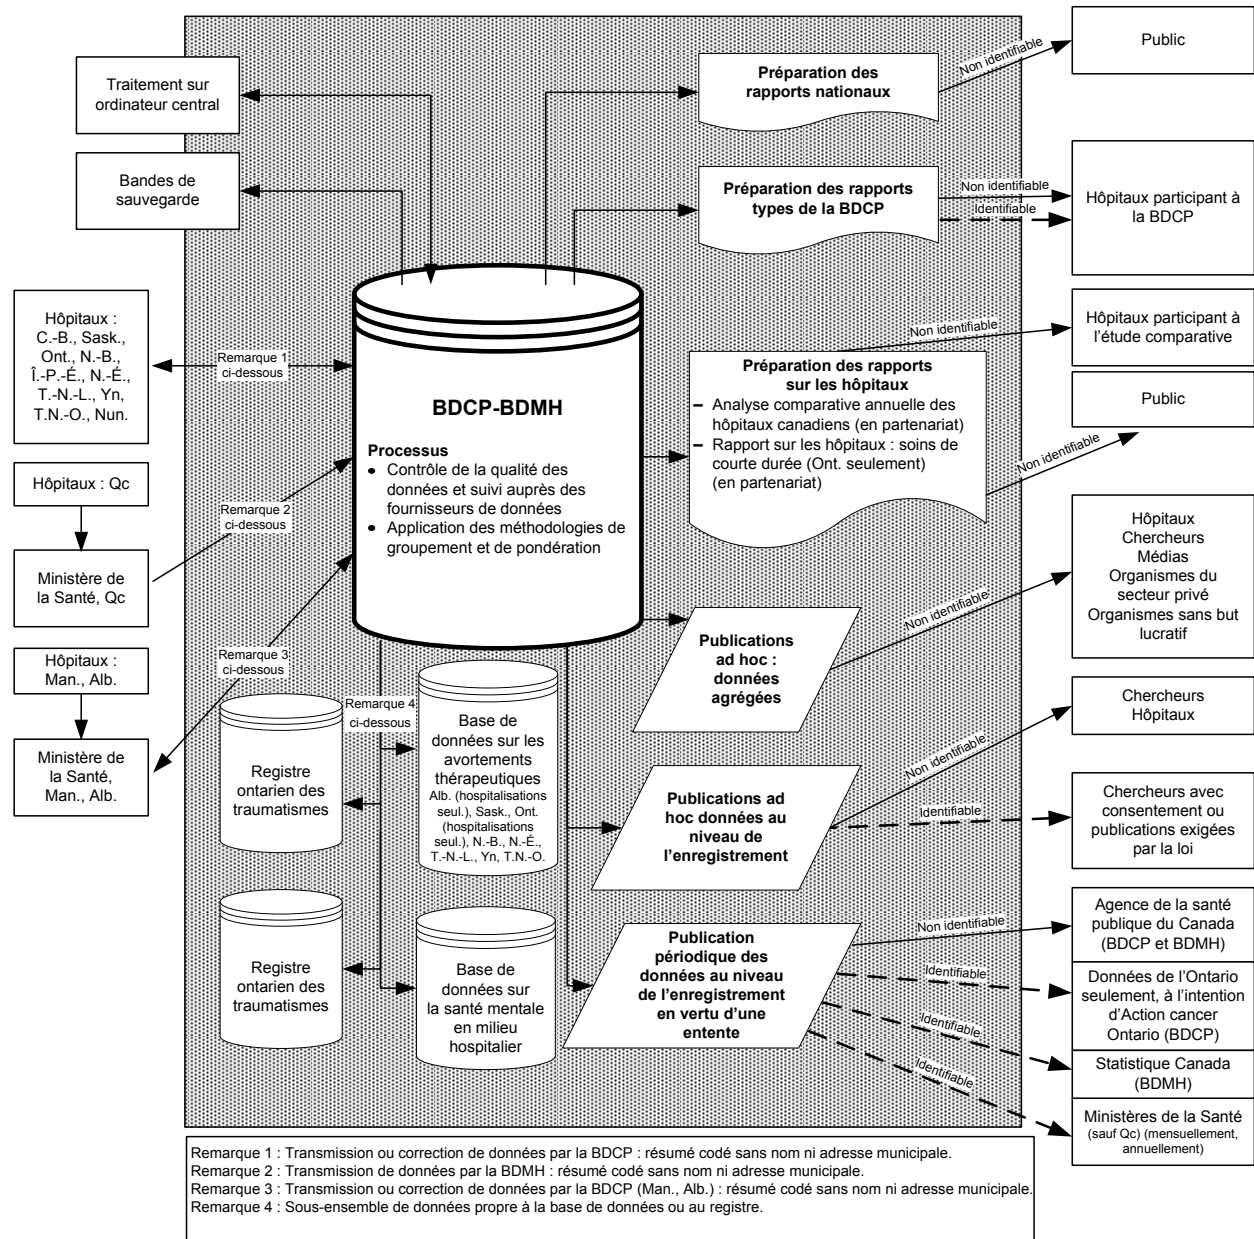 Traitement sur
ordinateur central
Bandes de
sauvegarde
Hôpitaux :
C.-B., Sask.,
Ont., N.-B.,
Î.-P.-É., N.-É.,
T.-N.-L., Yn,
T.N.-O., Nun.
Hôpitaux : Qc
Ministère de
la Santé, Qc
Hôpitaux :
Man., Alb.
Ministère de
la Santé,
Man., Alb.
Remarque 1
ci-dessous
Remarque 2
ci-dessous
Remarque 3
ci-dessous
Remarque 4
ci-dessous
BDCP-BDMH
Processus
• Contrôle de la qualité des
données et suivi auprès des
fournisseurs de données
• Application des méthodologies de
groupement et de pondération
Registre
ontarien des
traumatismes
Base de
données sur les
avortements
thérapeutiques
Alb. (hospitalisations
seul.), Sask., Ont.
(hospitalisations
seul.), N.-B., N.-É.,
T.-N.-L., Yn, T.N.-O.
Registre
ontarien des
traumatismes
Base de
données sur
la santé mentale
en milieu
hospitalier
Préparation des
rapports nationaux
Préparation des rapports
types de la BDCP
Préparation des rapports
sur les hôpitaux
– Analyse comparative annuelle des
hôpitaux canadiens (en partenariat)
– Rapport sur les hôpitaux : soins de
courte durée (Ont. seulement)
(en partenariat)
Publications
ad hoc :
données
agrégées
Publications ad
hoc données au
niveau de
l'enregistrement
Publication
périodique des
données au niveau
de l'enregistrement
en vertu d'une
entente
Non identifiable
Non identifiable
Identifiable
Non identifiable
Non identifiable
Non identifiable
Non identifiable
Identifiable
Non identifiable
Identifiable
Identifiable
Identifiable
Public
Hôpitaux participant à
la BDCP
Hôpitaux participant à
l'étude comparative
Public
Hôpitaux
Chercheurs
Médias
Organismes du
secteur privé
Organismes sans but
lucratif
Chercheurs
Hôpitaux
Chercheurs avec
consentement ou
publications exigées
par la loi
Agence de la santé
publique du Canada
(BDCP et BDMH)
Données de l'Ontario
seulement, à l'intention
d'Action cancer
Ontario (BDCP)
Statistique Canada
(BDMH)
Ministères de la Santé
(sauf Qc) (mensuellement,
annuellement)
Remarque 1 : Transmission ou correction de données par la BDCP : résumé codé sans nom ni adresse municipale.
Remarque 2 : Transmission de données par la BDMH : résumé codé sans nom ni adresse municipale.
Remarque 3 : Transmission ou correction de données par la BDCP (Man., Alb.) : résumé codé sans nom ni adresse municipale.
Remarque 4 : Sous-ensemble de données propre à la base de données ou au registre.